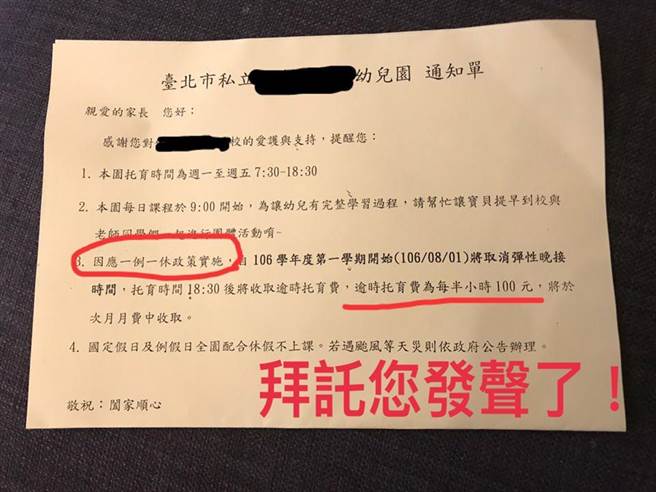 臺北市私立 幼兒園 通知單
親愛的家長 您好：
感謝您對 校的愛護與支持，提醒您：
1. 本園托育時間為週一至週五 7:30-18:30
2. 本園每日課程於 9:00 開始，為讓幼兒有完整學習過程，請幫忙讓寶貝提早到校與
老師同學們一起進行團體活動唷~
3. 因應一例一休政策實施，自 106 學年度第一學期開始(106/08/01)將取消彈性晚接
時間，托育時間 18:30 後將收取逾時托育費，逾時托育費為每半小時 100 元，將於
次月月費中收取。
4. 國定假日及例假日全園配合休假不上課。若遇颱風等天災則依政府公告辦理。
敬祝：闔家順心
拜託您發聲了！